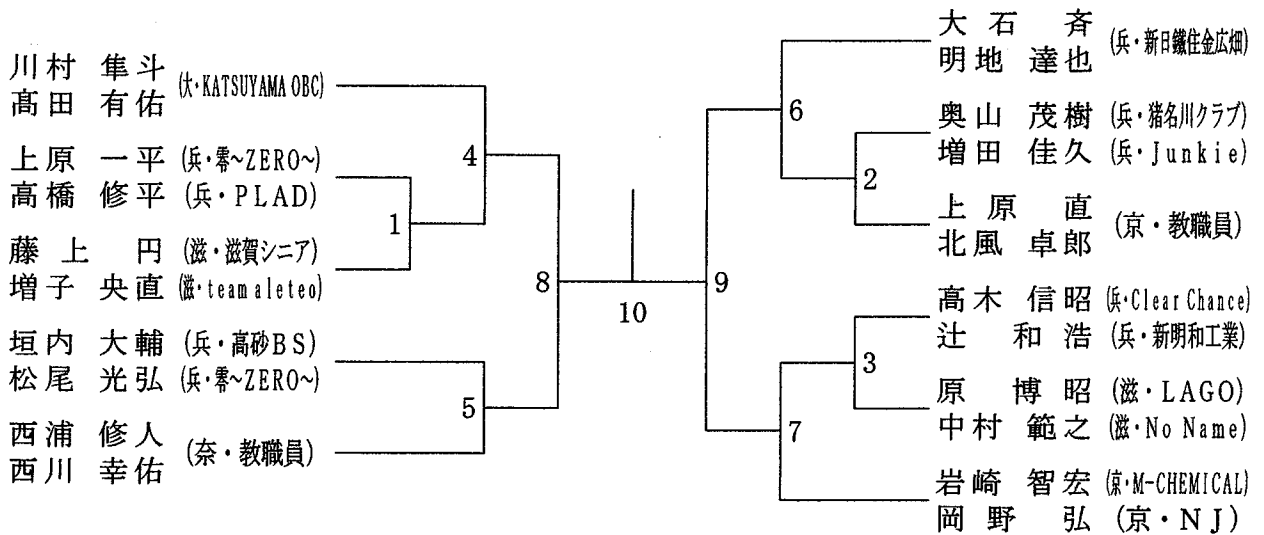 川村 隼斗 (大・KATSUYAMA OBC)
髙田 有佑
上原 一平 (兵・零~ZERO~)
高橋 修平 (兵・PLAD)
藤上 円 (滋・滋賀シニア)
増子 央直 (滋・teamaleteo)
垣内 大輔 (兵・高砂BS)
松尾 光弘 (兵・零~ZERO~)
西浦 修人 (奈・教職員)
西川 幸佑
4
1
8
5
10
大石 斉 (兵・新日鐵住金広畑)
明地 達也
奥山 茂樹 (兵・猪名川クラブ)
増田 佳久 (兵・Junkie)
上原 直 (京・教職員)
北風 卓郎
高木 信昭 (兵・Clear Chance)
辻 和浩 (兵・新明和工業)
原 博昭 (滋・LAGO)
中村 範之 (滋・No Name)
岩崎 智宏 (京・M-CHEMICAL)
岡野 弘 (京・NJ)
6
2
9
3
7